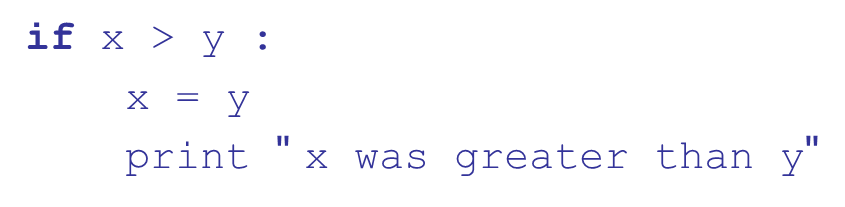 if x > y :
x = y
print " x was greater than y"